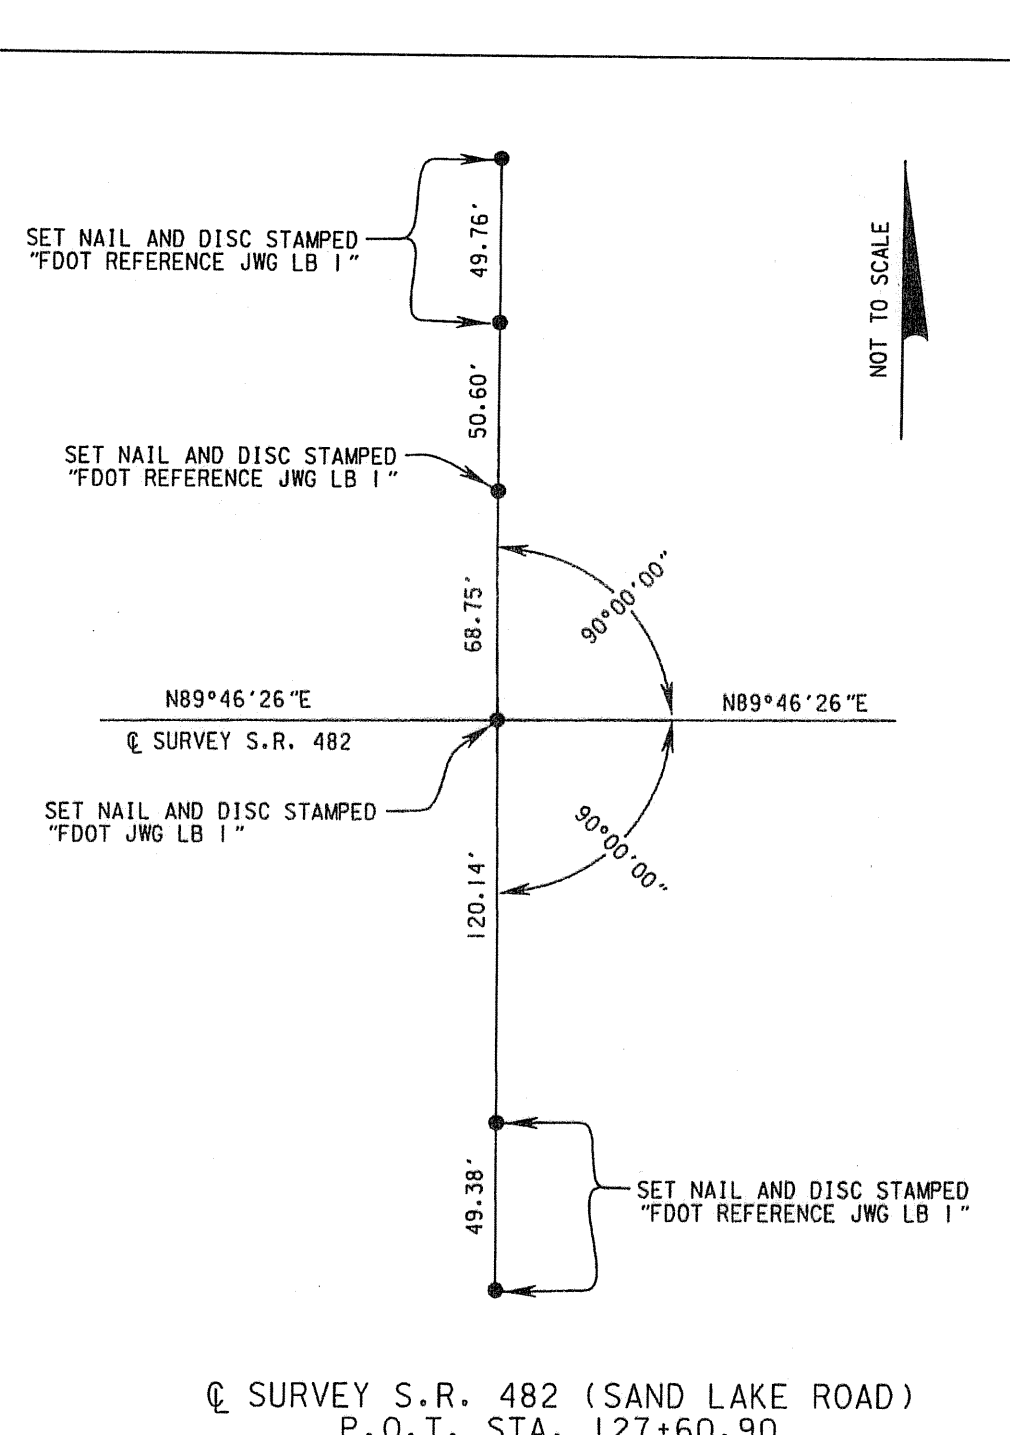 49.76'
SET NAIL AND DISC STAMPED
"FDOT REFERENCE JWG LB 1"
NOT TO SCALE
50.60'
SET NAIL AND DISC STAMPED
"FDOT REFERENCE JWG LB 1"
90°00'00"
68.75'
N89°46'26"E
N89°46'26"E
℄ SURVEY S.R. 482
SET NAIL AND DISC STAMPED
"FDOT JWG LB 1"
90°00'00"
120.14'
49.38'
SET NAIL AND DISC STAMPED
"FDOT REFERENCE JWG LB 1"
℄ SURVEY S.R. 482 (SAND LAKE ROAD)
P.O.T. STA. 127+60.90